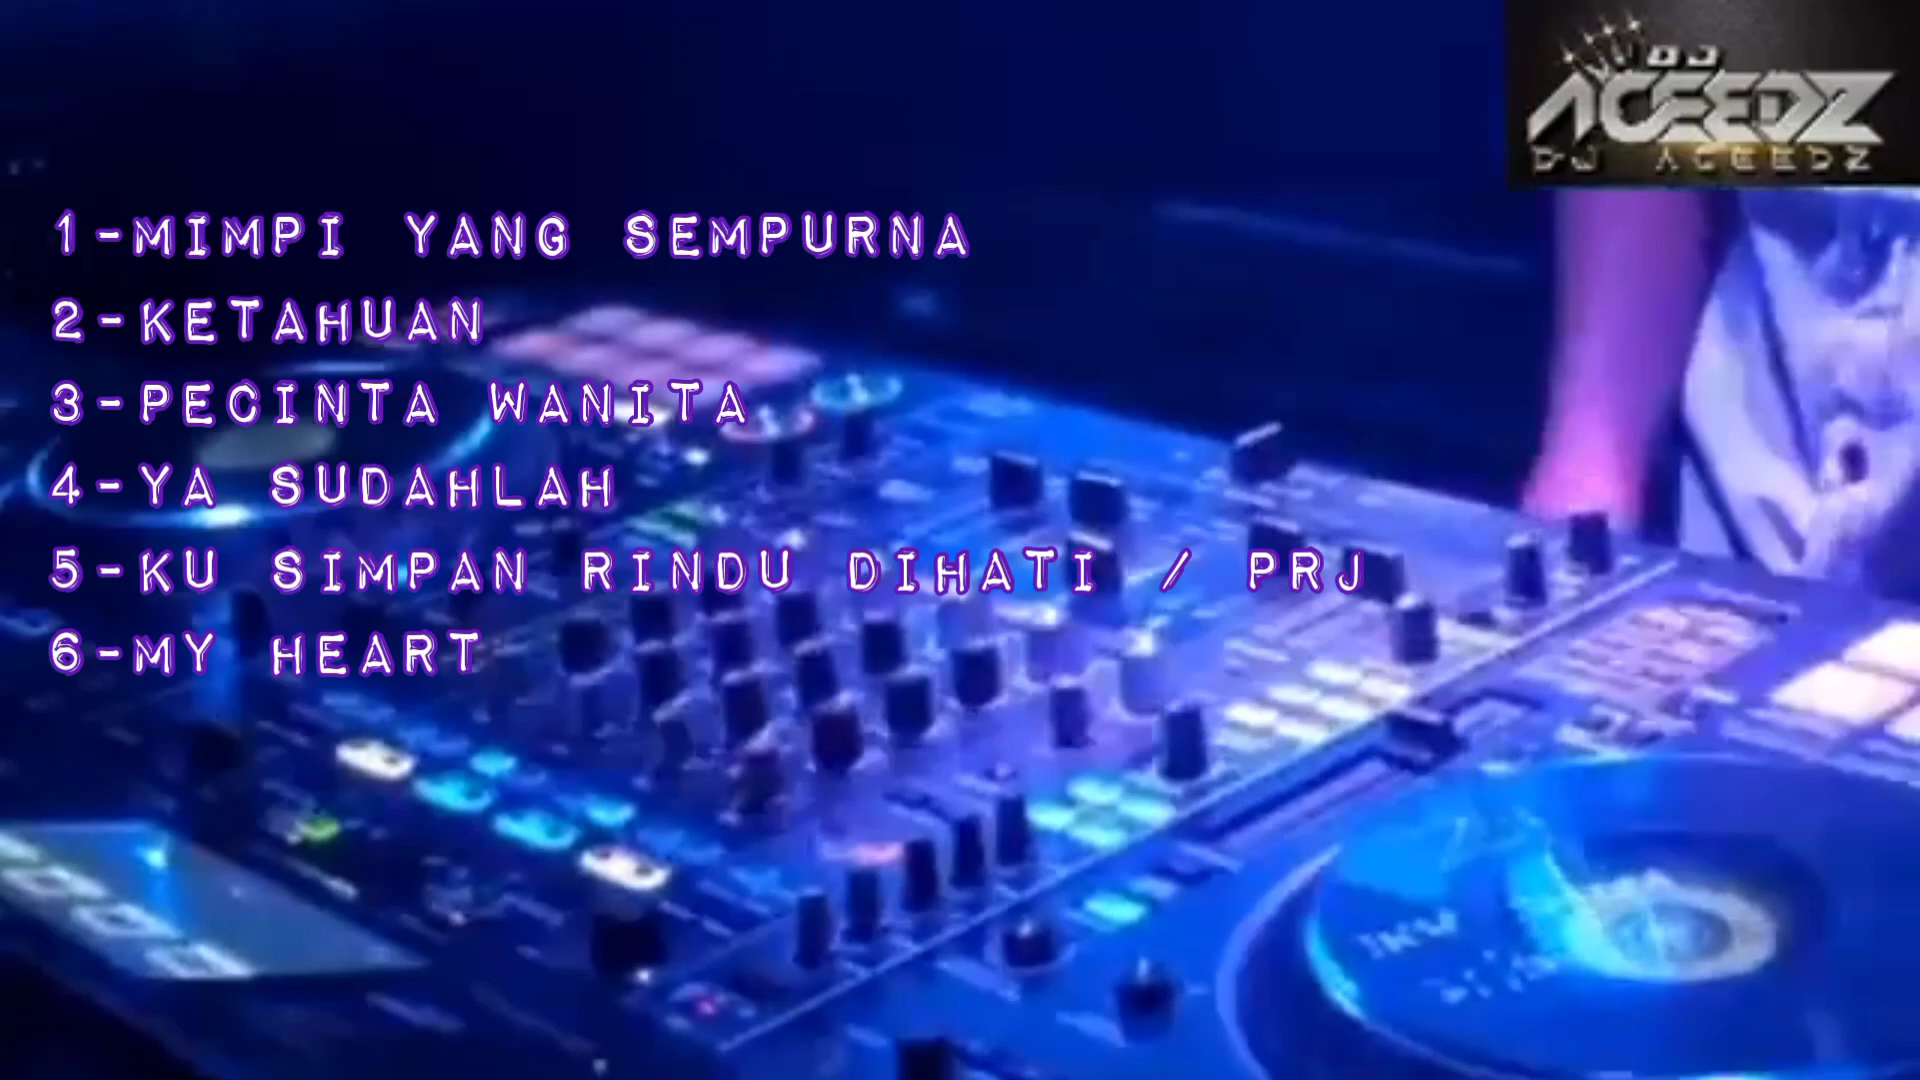 DJ
ACEEDZ
DJ ACEEDZ
1-MIMPI YANG SEMPURNA
2-KETAHUAN
3-PECINTA WANITA
4-YA SUDAHLAH
5-KU SIMPAN RINDU DIHATI / PRJ
6-MY HEART